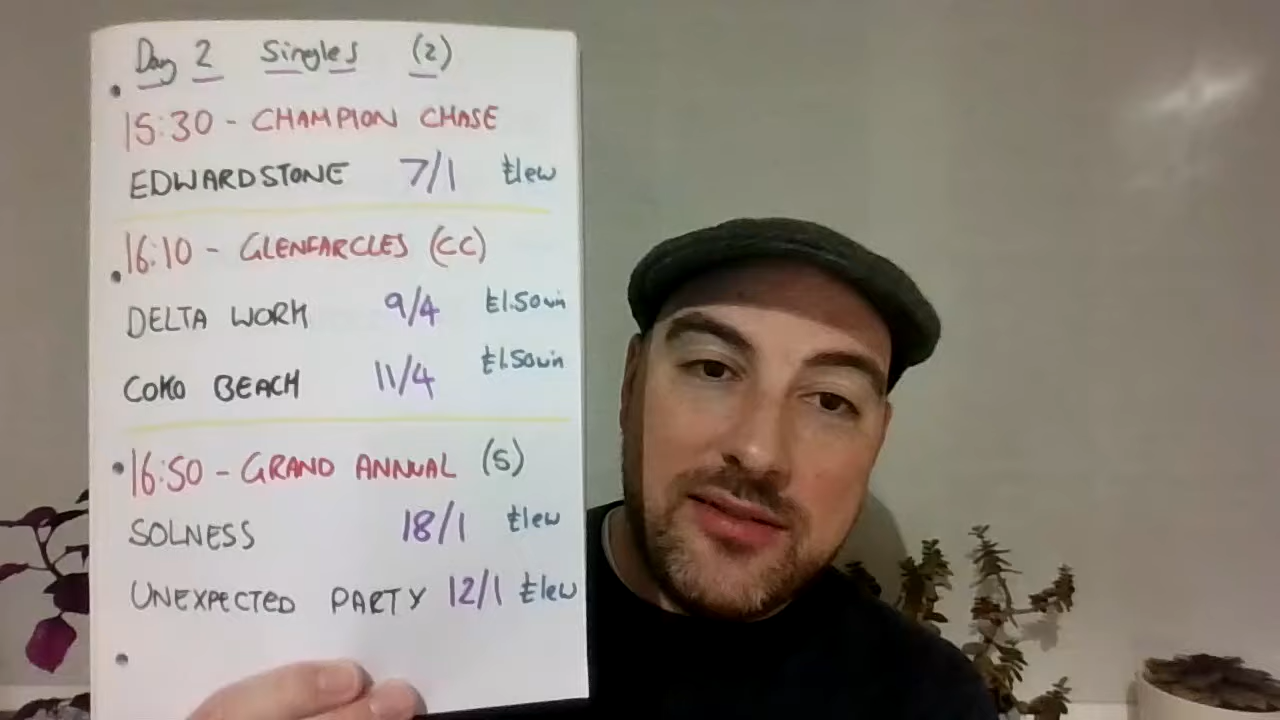 Day 2 Singles (2)
15:30 - CHAMPION CHASE
EDWARDSTONE 7/1 £1ew
16:10 - GLENFARCLES (CC)
DELTA WORK 9/4 £1.50win
COKO BEACH 11/4 £1.50win
16:50 - GRAND ANNUAL (5)
SOLNESS 18/1 £1ew
UNEXPECTED PARTY 12/1 £1ew